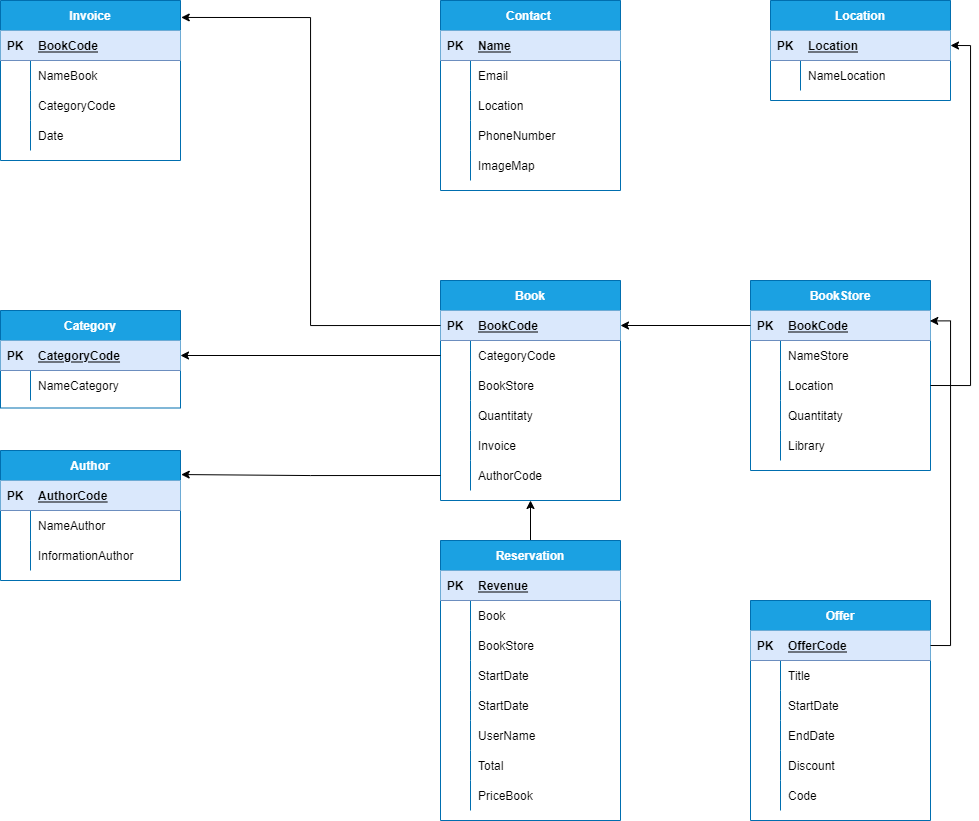 Invoice
PK BookCode
NameBook
CategoryCode
Date
Contact
PK Name
Email
Location
PhoneNumber
ImageMap
Location
PK Location
NameLocation
Category
PK CategoryCode
NameCategory
Book
PK BookCode
CategoryCode
BookStore
Quantitaty
Invoice
AuthorCode
BookStore
PK BookCode
NameStore
Location
Quantitaty
Library
Author
PK AuthorCode
NameAuthor
InformationAuthor
Reservation
PK Revenue
Book
BookStore
StartDate
StartDate
UserName
Total
PriceBook
Offer
PK OfferCode
Title
StartDate
EndDate
Discount
Code